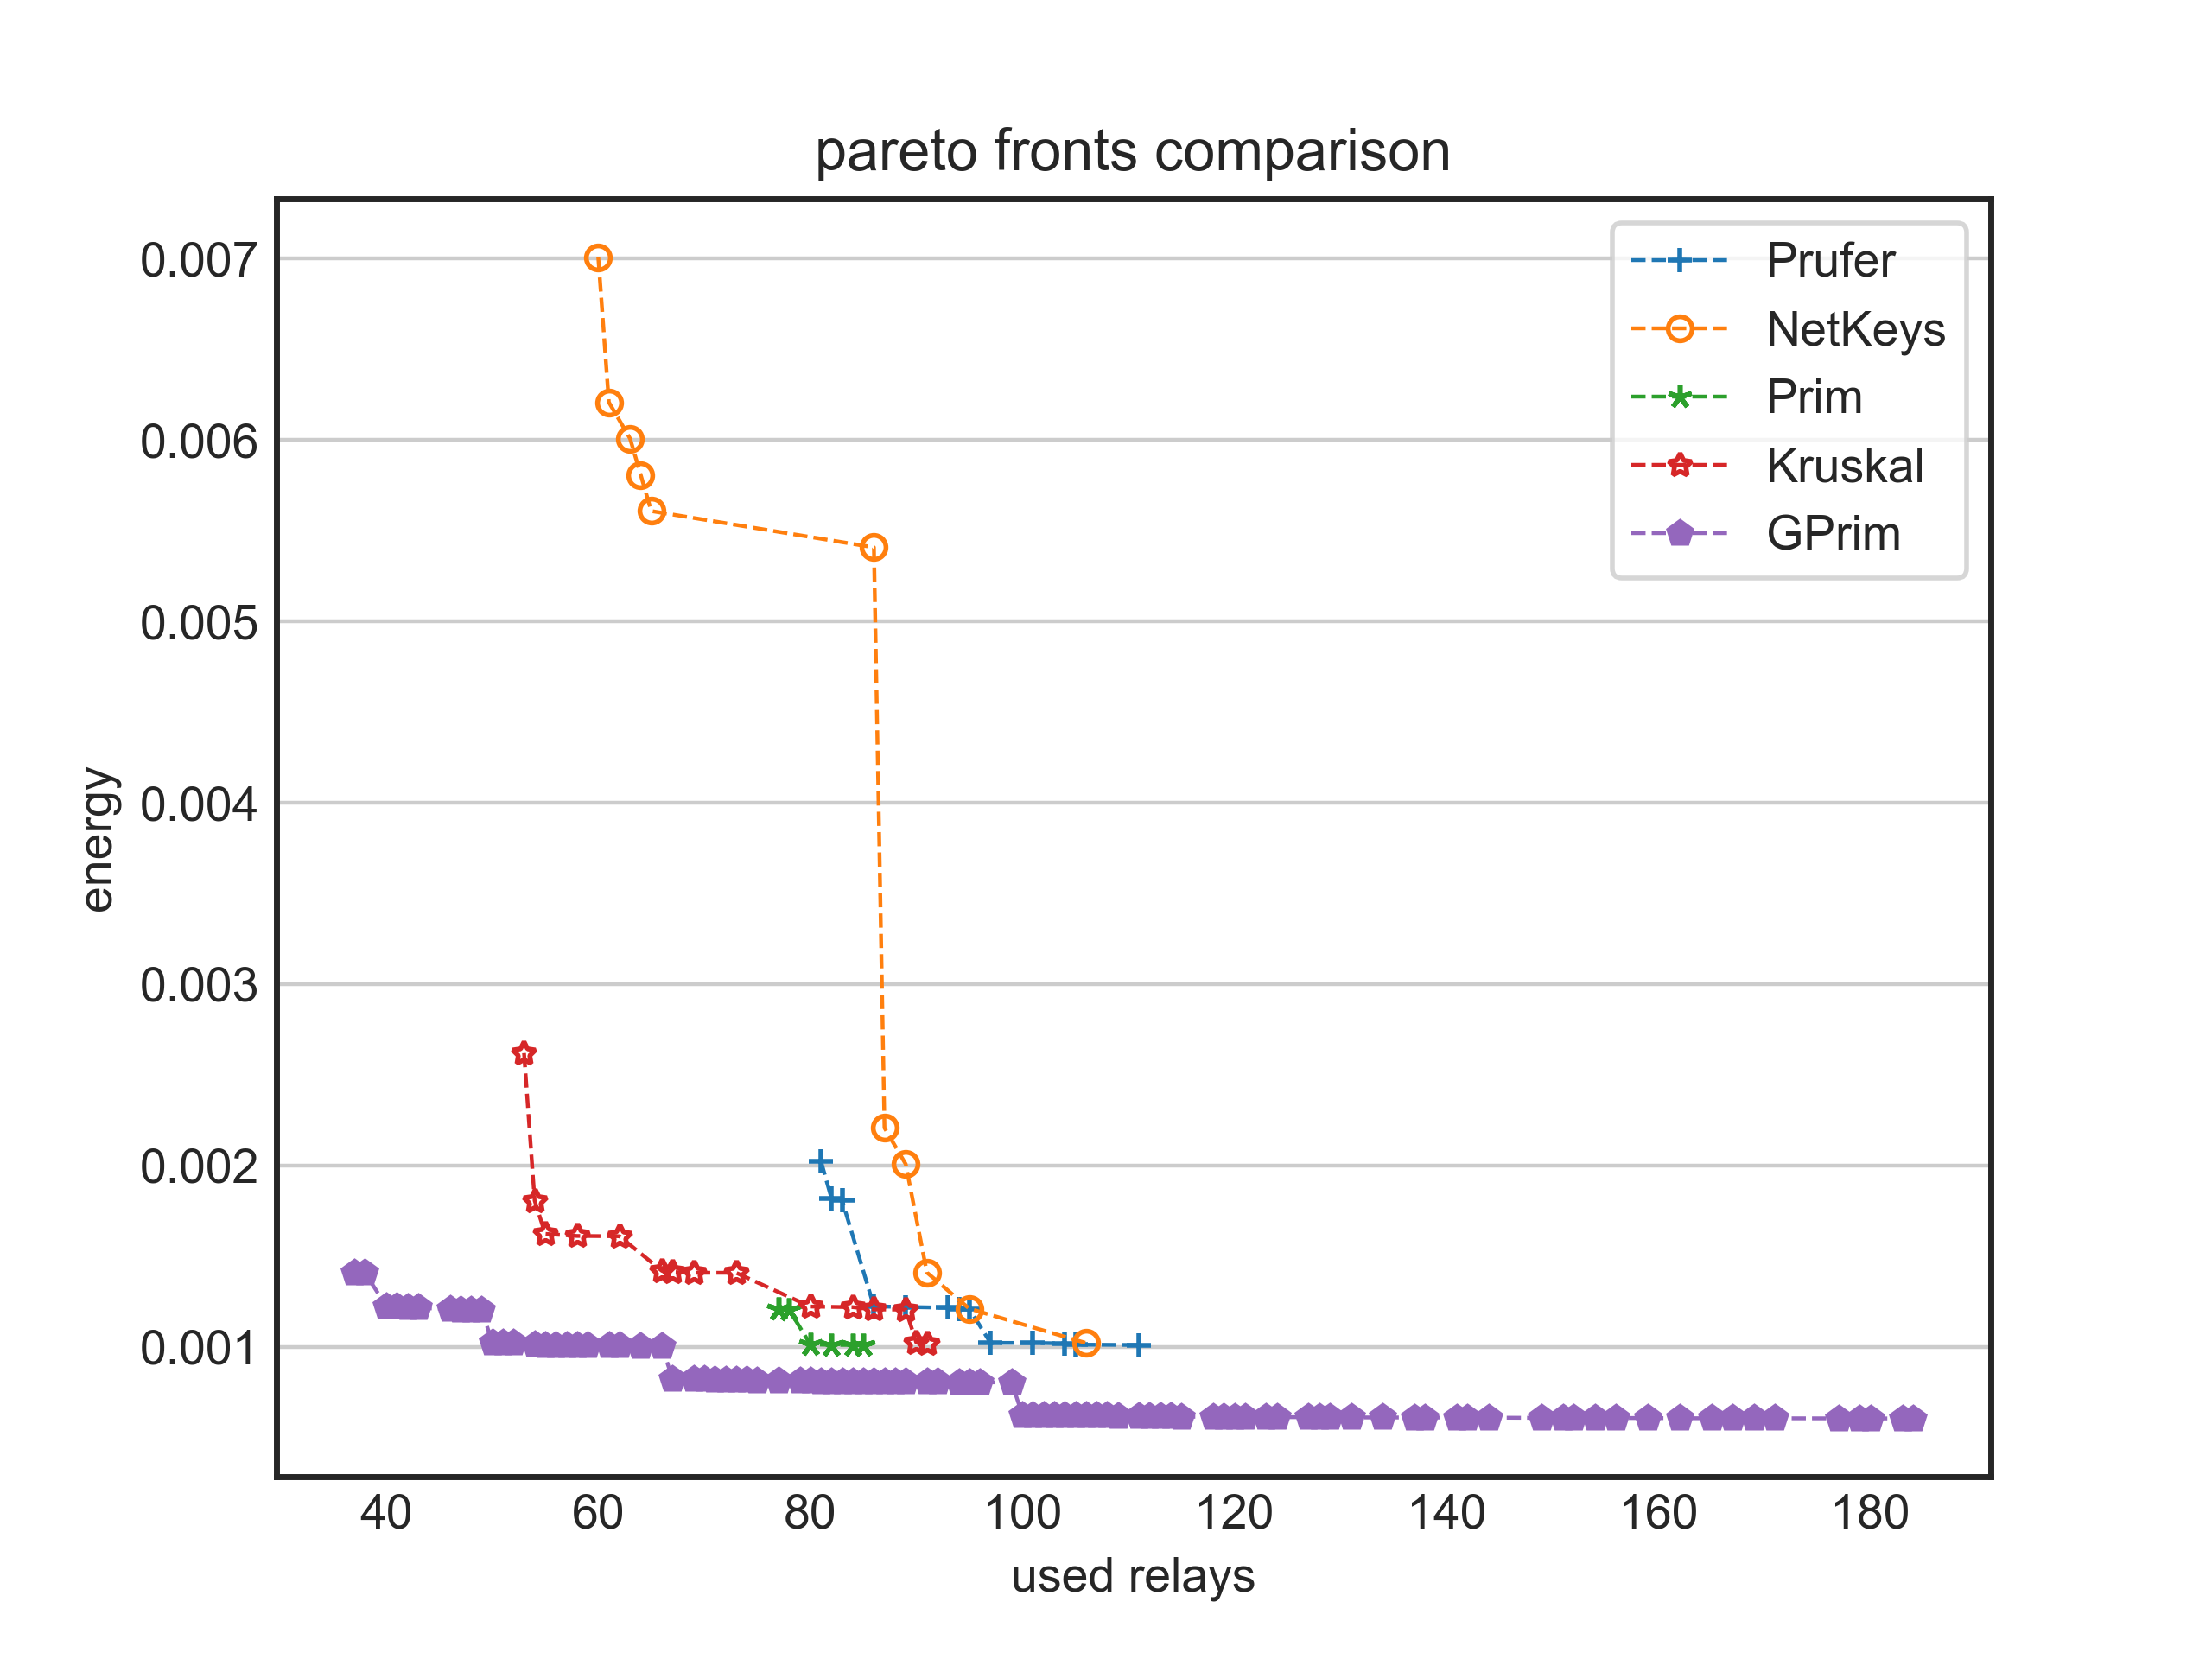 pareto fronts comparison
0.007
0.006
0.005
0.004
0.003
0.002
0.001
energy
Prufer
NetKeys
Prim
Kruskal
GPrim
40 60 80 100 120 140 160 180
used relays